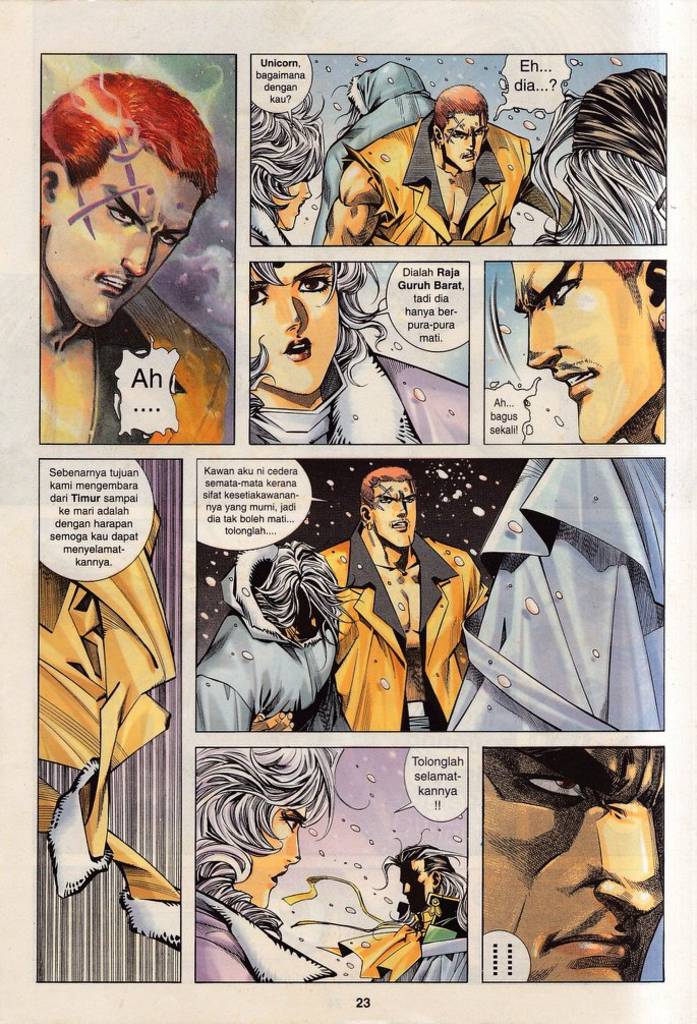 Ah
....
Unicorn,
bagaimana
dengan
kau?
Eh...
dia...?
Dialah Raja
Guruh Barat,
tadi dia
hanya ber-
pura-pura
mati.
Ah...
bagus
sekali!
Sebenarnya tujuan
kami mengembara
dari Timur sampai
ke mari adalah
dengan harapan
semoga kau dapat
menyelamat-
kannya.
Kawan aku ni cedera
semata-mata kerana
sifat kesetiakawanan-
nya yang murni, jadi
dia tak boleh mati...
tolonglah....
Tolonglah
selamat-
kannya
!!
23